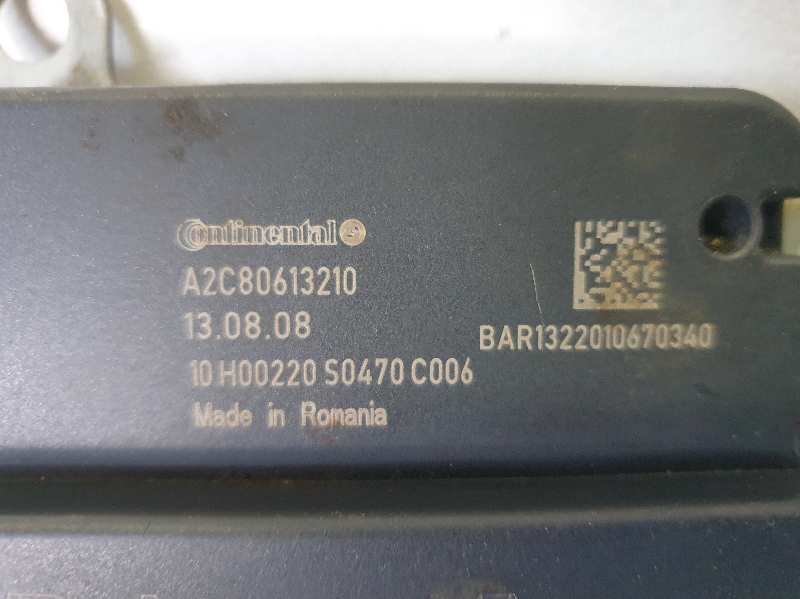 Continental
A2C80613210
13.08.08
10 H00220 S0470 C006
Made in Romania
BAR1322010670340